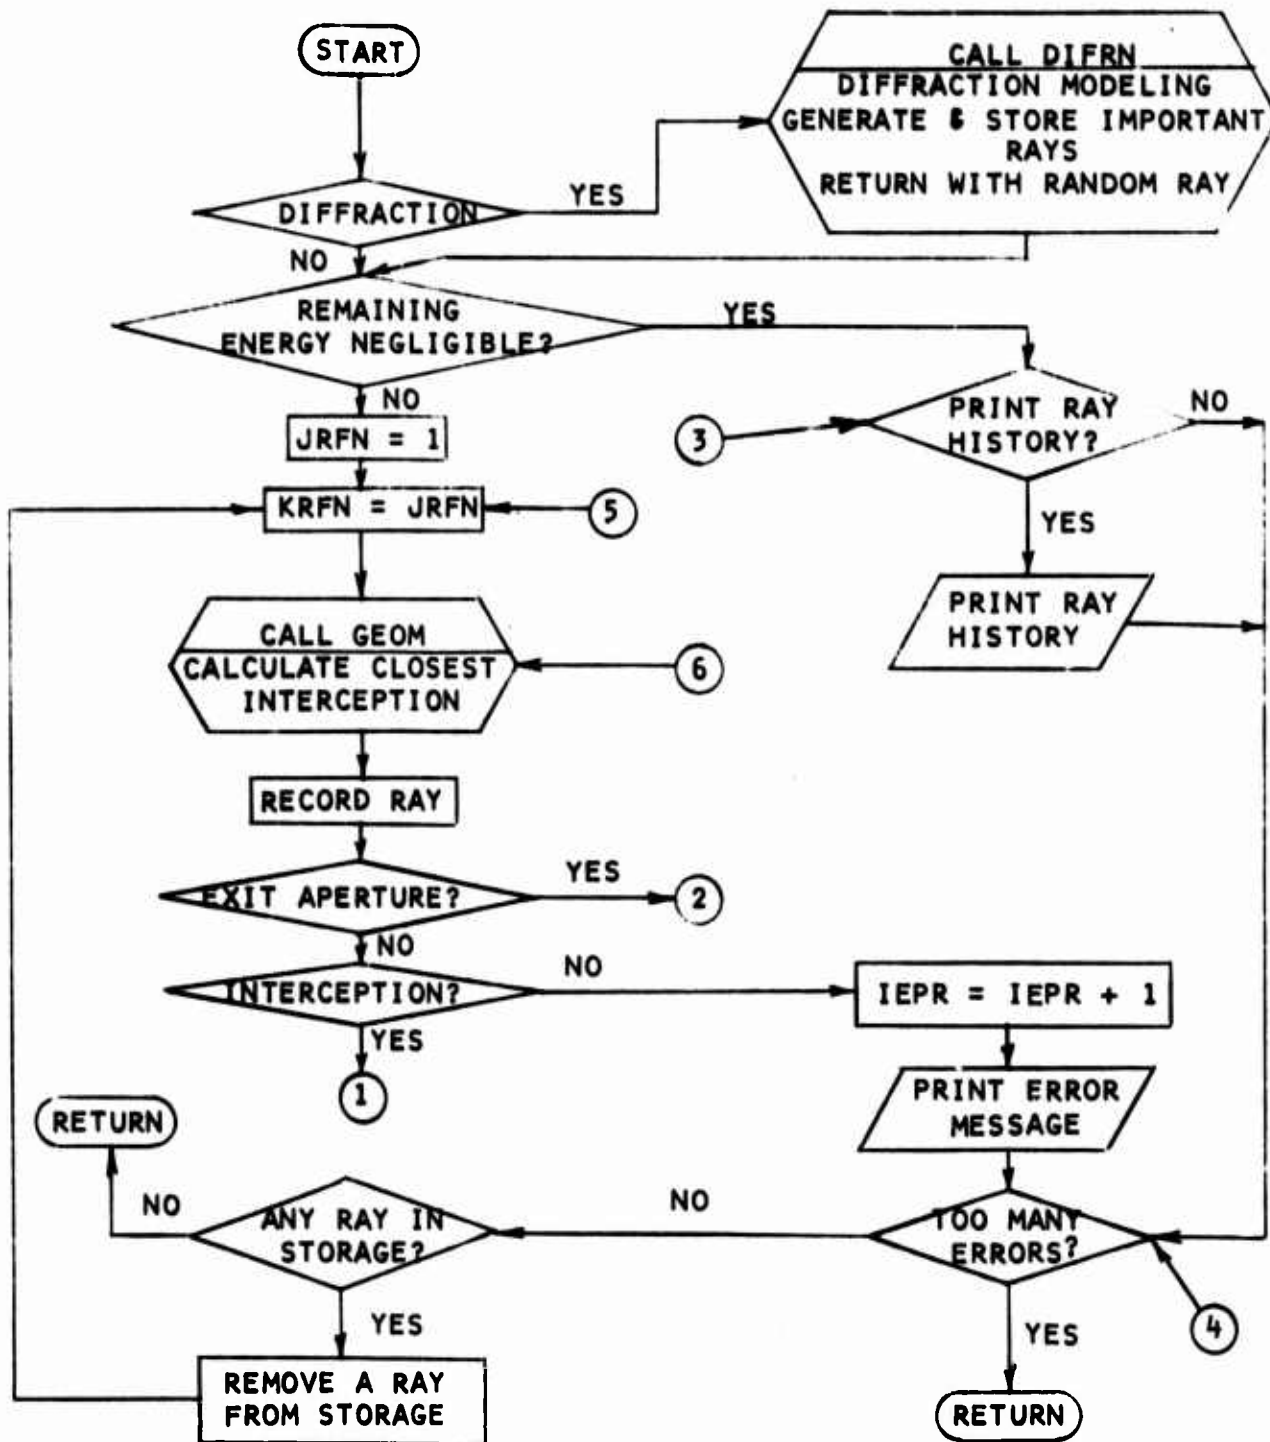 START
CALL DIFRN
DIFFRACTION MODELING
GENERATE & STORE IMPORTANT
RAYS
RETURN WITH RANDOM RAY
DIFFRACTION
YES
NO
REMAINING
ENERGY NEGLIGIBLE?
YES
NO
JRFN = 1
3
PRINT RAY
HISTORY?
NO
KRFN = JRFN
5
YES
PRINT RAY
HISTORY
CALL GEOM
CALCULATE CLOSEST
INTERCEPTION
6
RECORD RAY
EXIT APERTURE?
YES
2
NO
INTERCEPTION?
NO
IEPR = IEPR + 1
YES
1
PRINT ERROR
MESSAGE
RETURN
NO
ANY RAY IN
STORAGE?
NO
TOO MANY
ERRORS?
4
YES
YES
REMOVE A RAY
FROM STORAGE
RETURN